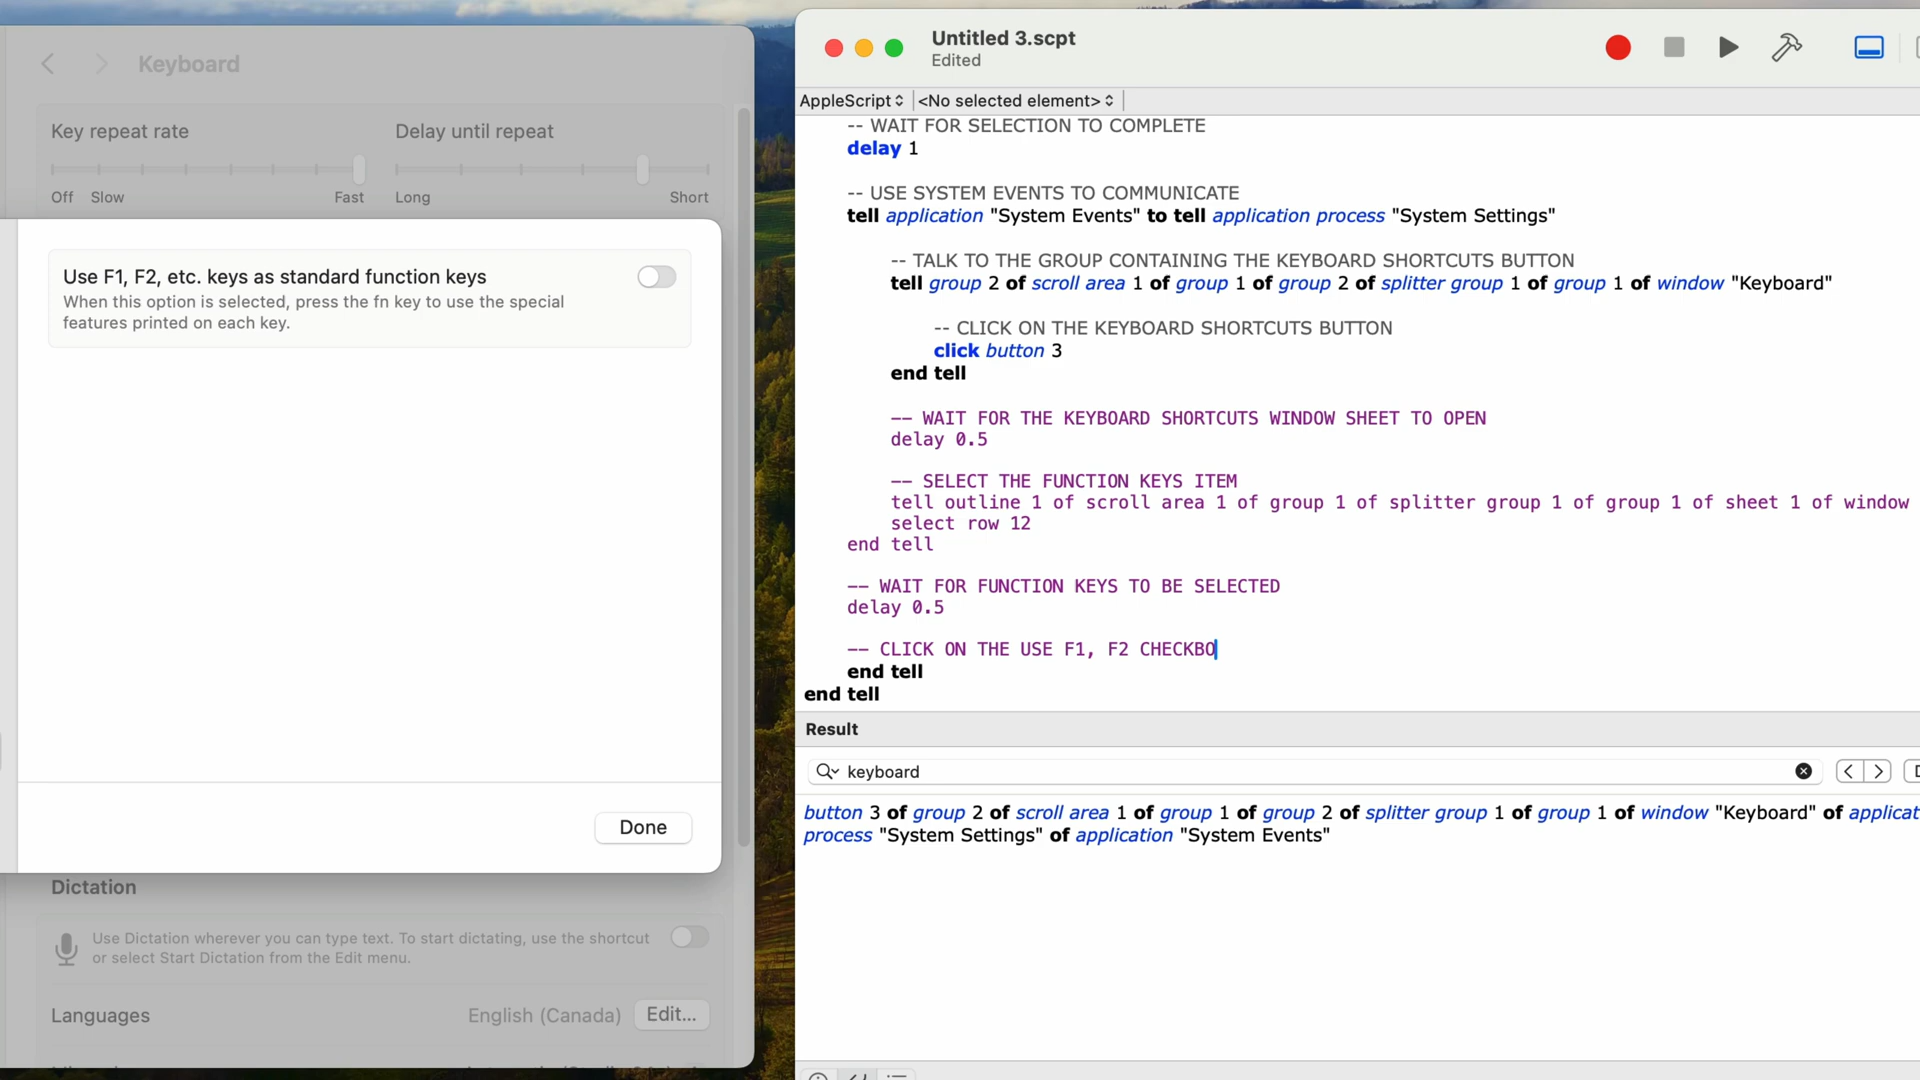 Keyboard
Key repeat rate
Delay until repeat
Off Slow Fast
Long Short
Use F1, F2, etc. keys as standard function keys
When this option is selected, press the fn key to use the special
features printed on each key.
Done
Dictation
Use Dictation wherever you can type text. To start dictating, use the shortcut
or select Start Dictation from the Edit menu.
Languages English (Canada) Edit...
Untitled 3.scpt
Edited
AppleScript <No selected element>
-- WAIT FOR SELECTION TO COMPLETE
delay 1
-- USE SYSTEM EVENTS TO COMMUNICATE
tell application "System Events" to tell application process "System Settings"
-- TALK TO THE GROUP CONTAINING THE KEYBOARD SHORTCUTS BUTTON
tell group 2 of scroll area 1 of group 1 of group 2 of splitter group 1 of group 1 of window "Keyboard"
-- CLICK ON THE KEYBOARD SHORTCUTS BUTTON
click button 3
end tell
-- WAIT FOR THE KEYBOARD SHORTCUTS WINDOW SHEET TO OPEN
delay 0.5
-- SELECT THE FUNCTION KEYS ITEM
tell outline 1 of scroll area 1 of group 1 of splitter group 1 of group 1 of sheet 1 of window
select row 12
end tell
-- WAIT FOR FUNCTION KEYS TO BE SELECTED
delay 0.5
-- CLICK ON THE USE F1, F2 CHECKBO
end tell
end tell
Result
keyboard
button 3 of group 2 of scroll area 1 of group 1 of group 2 of splitter group 1 of group 1 of window "Keyboard" of applicat
process "System Settings" of application "System Events"